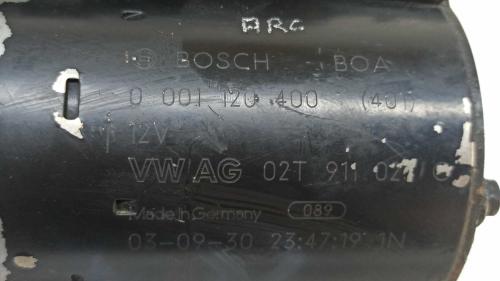 ARG
BOSCH BOA
0 001 120 400 (401)
12V
VW AG 02T 911 02
Made in Germany 089
03-09-30 23:47:19 1N